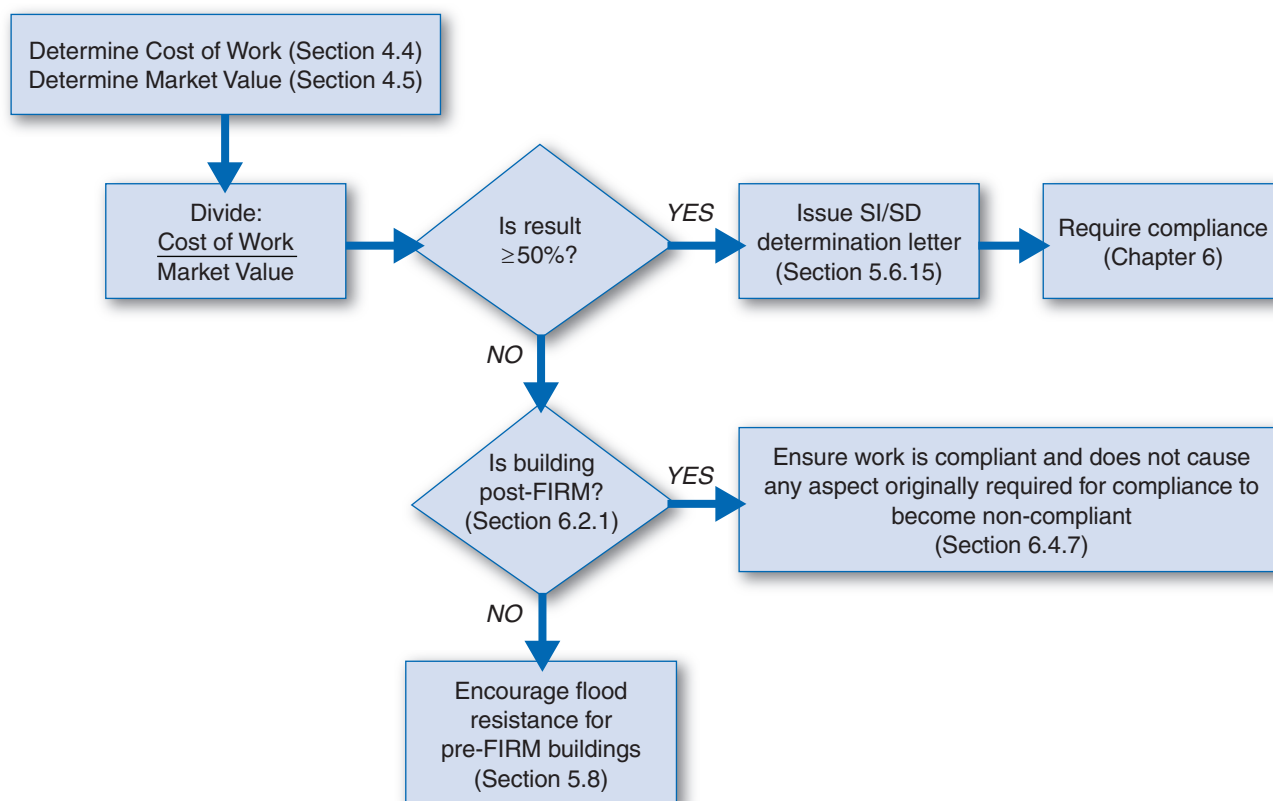 Determine Cost of Work (Section 4.4)
Determine Market Value (Section 4.5)
Divide:
Cost of Work
Market Value
Is result
≥50%?
YES
Issue SI/SD
determination letter
(Section 5.6.15)
Require compliance
(Chapter 6)
NO
Is building
post-FIRM?
(Section 6.2.1)
YES
Ensure work is compliant and does not cause
any aspect originally required for compliance to
become non-compliant
(Section 6.4.7)
NO
Encourage flood
resistance for
pre-FIRM buildings
(Section 5.8)